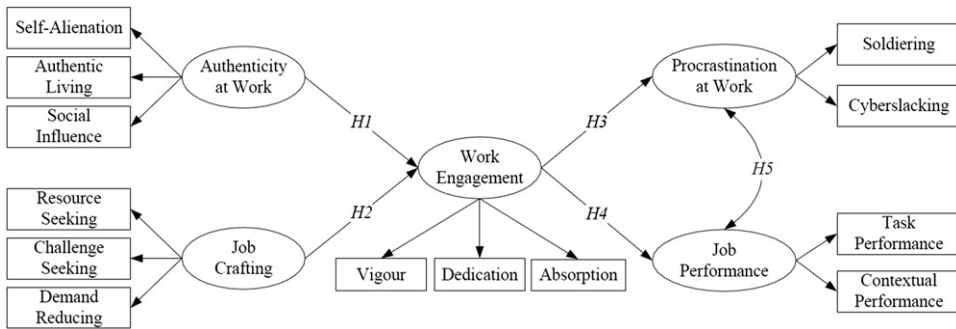 Self-Alienation
Authentic
Living
Social
Influence
Authenticity
at Work
H1
Resource
Seeking
Challenge
Seeking
Demand
Reducing
Job
Crafting
H2
Work
Engagement
Vigour
Dedication
Absorption
H3
H4
Procrastination
at Work
Soldiering
Cyberslacking
H5
Job
Performance
Task
Performance
Contextual
Performance